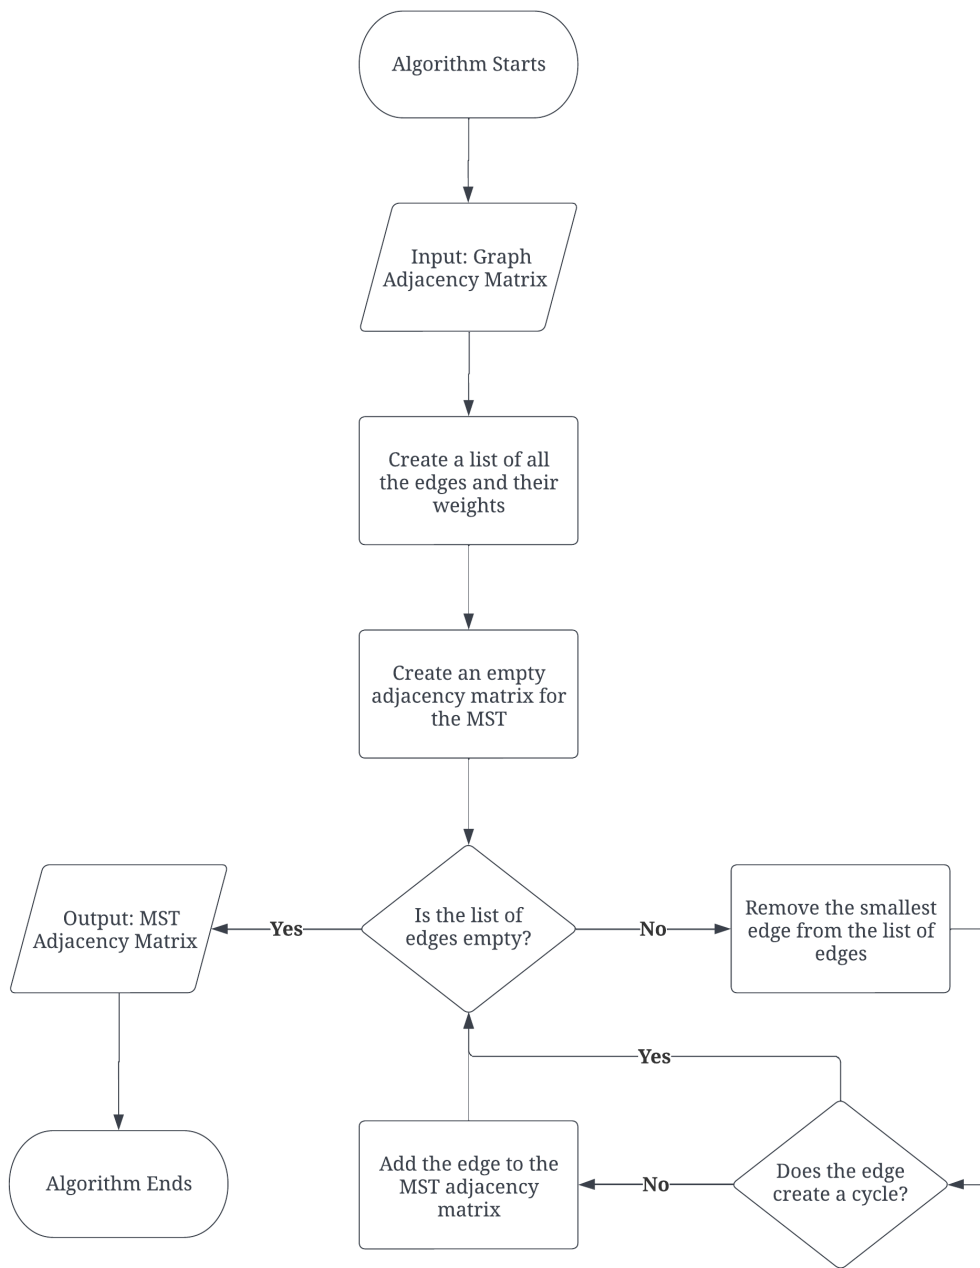 Algorithm Starts
Input: Graph
Adjacency Matrix
Create a list of all
the edges and their
weights
Create an empty
adjacency matrix for
the MST
Is the list of
edges empty?
Yes
Output: MST
Adjacency Matrix
Algorithm Ends
No
Remove the smallest
edge from the list of
edges
Does the edge
create a cycle?
Yes
No
Add the edge to the
MST adjacency
matrix